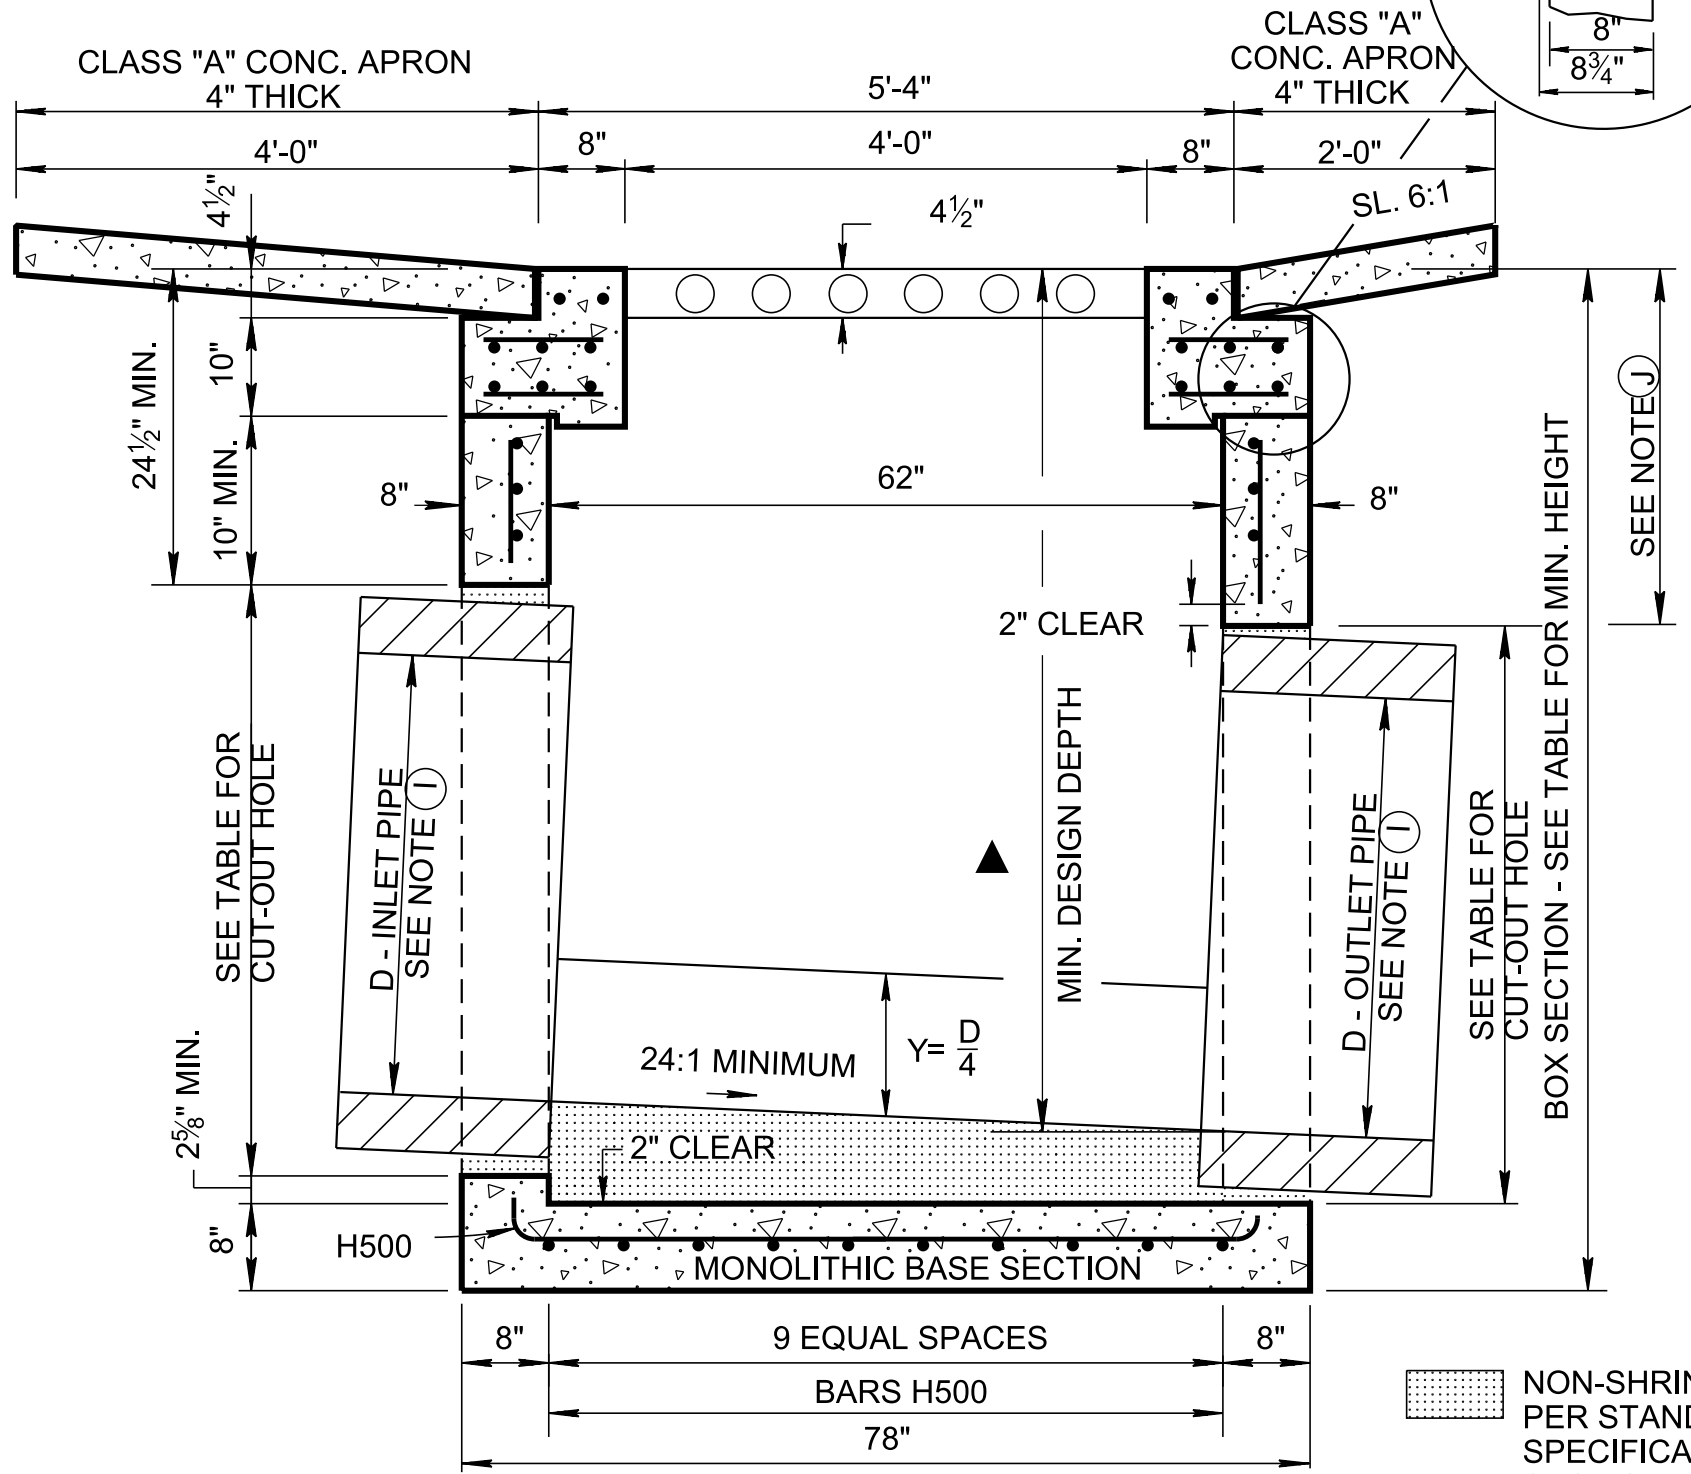 CLASS "A" CONC. APRON
4" THICK
5'-4"
CLASS "A"
CONC. APRON
4" THICK
8"
8¾"
4'-0"
8"
4'-0"
8"
2'-0"
4½"
4½"
SL. 6:1
24½" MIN.
10"
10" MIN.
8"
62"
8"
SEE NOTE J
2" CLEAR
BOX SECTION - SEE TABLE FOR MIN. HEIGHT
SEE TABLE FOR
CUT-OUT HOLE
D - INLET PIPE
SEE NOTE I
MIN. DESIGN DEPTH
D - OUTLET PIPE
SEE NOTE I
SEE TABLE FOR
CUT-OUT HOLE
24:1 MINIMUM
Y= D/4
2⅝" MIN.
2" CLEAR
8"
H500
MONOLITHIC BASE SECTION
8"
9 EQUAL SPACES
8"
BARS H500
78"
NON-SHRIN
PER STAND
SPECIFICA